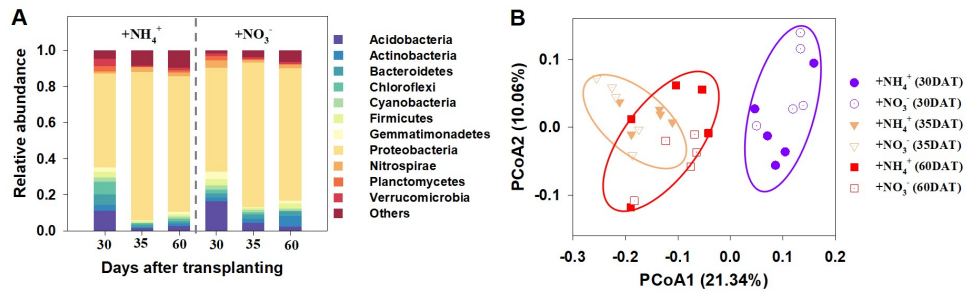 A
+NH₄⁺
+NO₃⁻
Relative abundance
1.0
0.8
0.6
0.4
0.2
0.0
30
35
60
30
35
60
Days after transplanting
Acidobacteria
Actinobacteria
Bacteroidetes
Chloroflexi
Cyanobacteria
Firmicutes
Gemmatimonadetes
Proteobacteria
Nitrospirae
Planctomycetes
Verrucomicrobia
Others
B
PCoA2 (10.06%)
0.1
0.0
-0.1
-0.3
-0.2
-0.1
0.0
0.1
0.2
PCoA1 (21.34%)
+NH₄⁺ (30DAT)
+NO₃⁻ (30DAT)
+NH₄⁺ (35DAT)
+NO₃⁻ (35DAT)
+NH₄⁺ (60DAT)
+NO₃⁻ (60DAT)